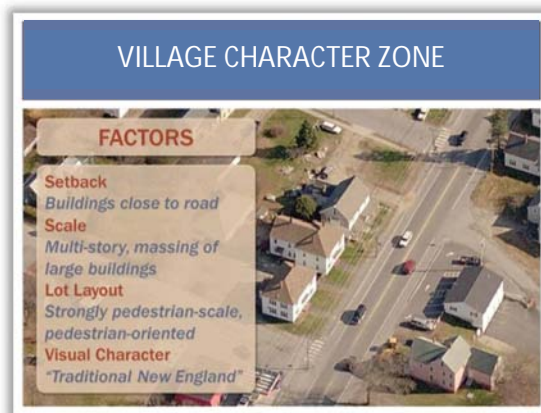 VILLAGE CHARACTER ZONE
FACTORS
Setback
Buildings close to road
Scale
Multi-story, massing of
large buildings
Lot Layout
Strongly pedestrian-scale,
pedestrian-oriented
Visual Character
“Traditional New England”